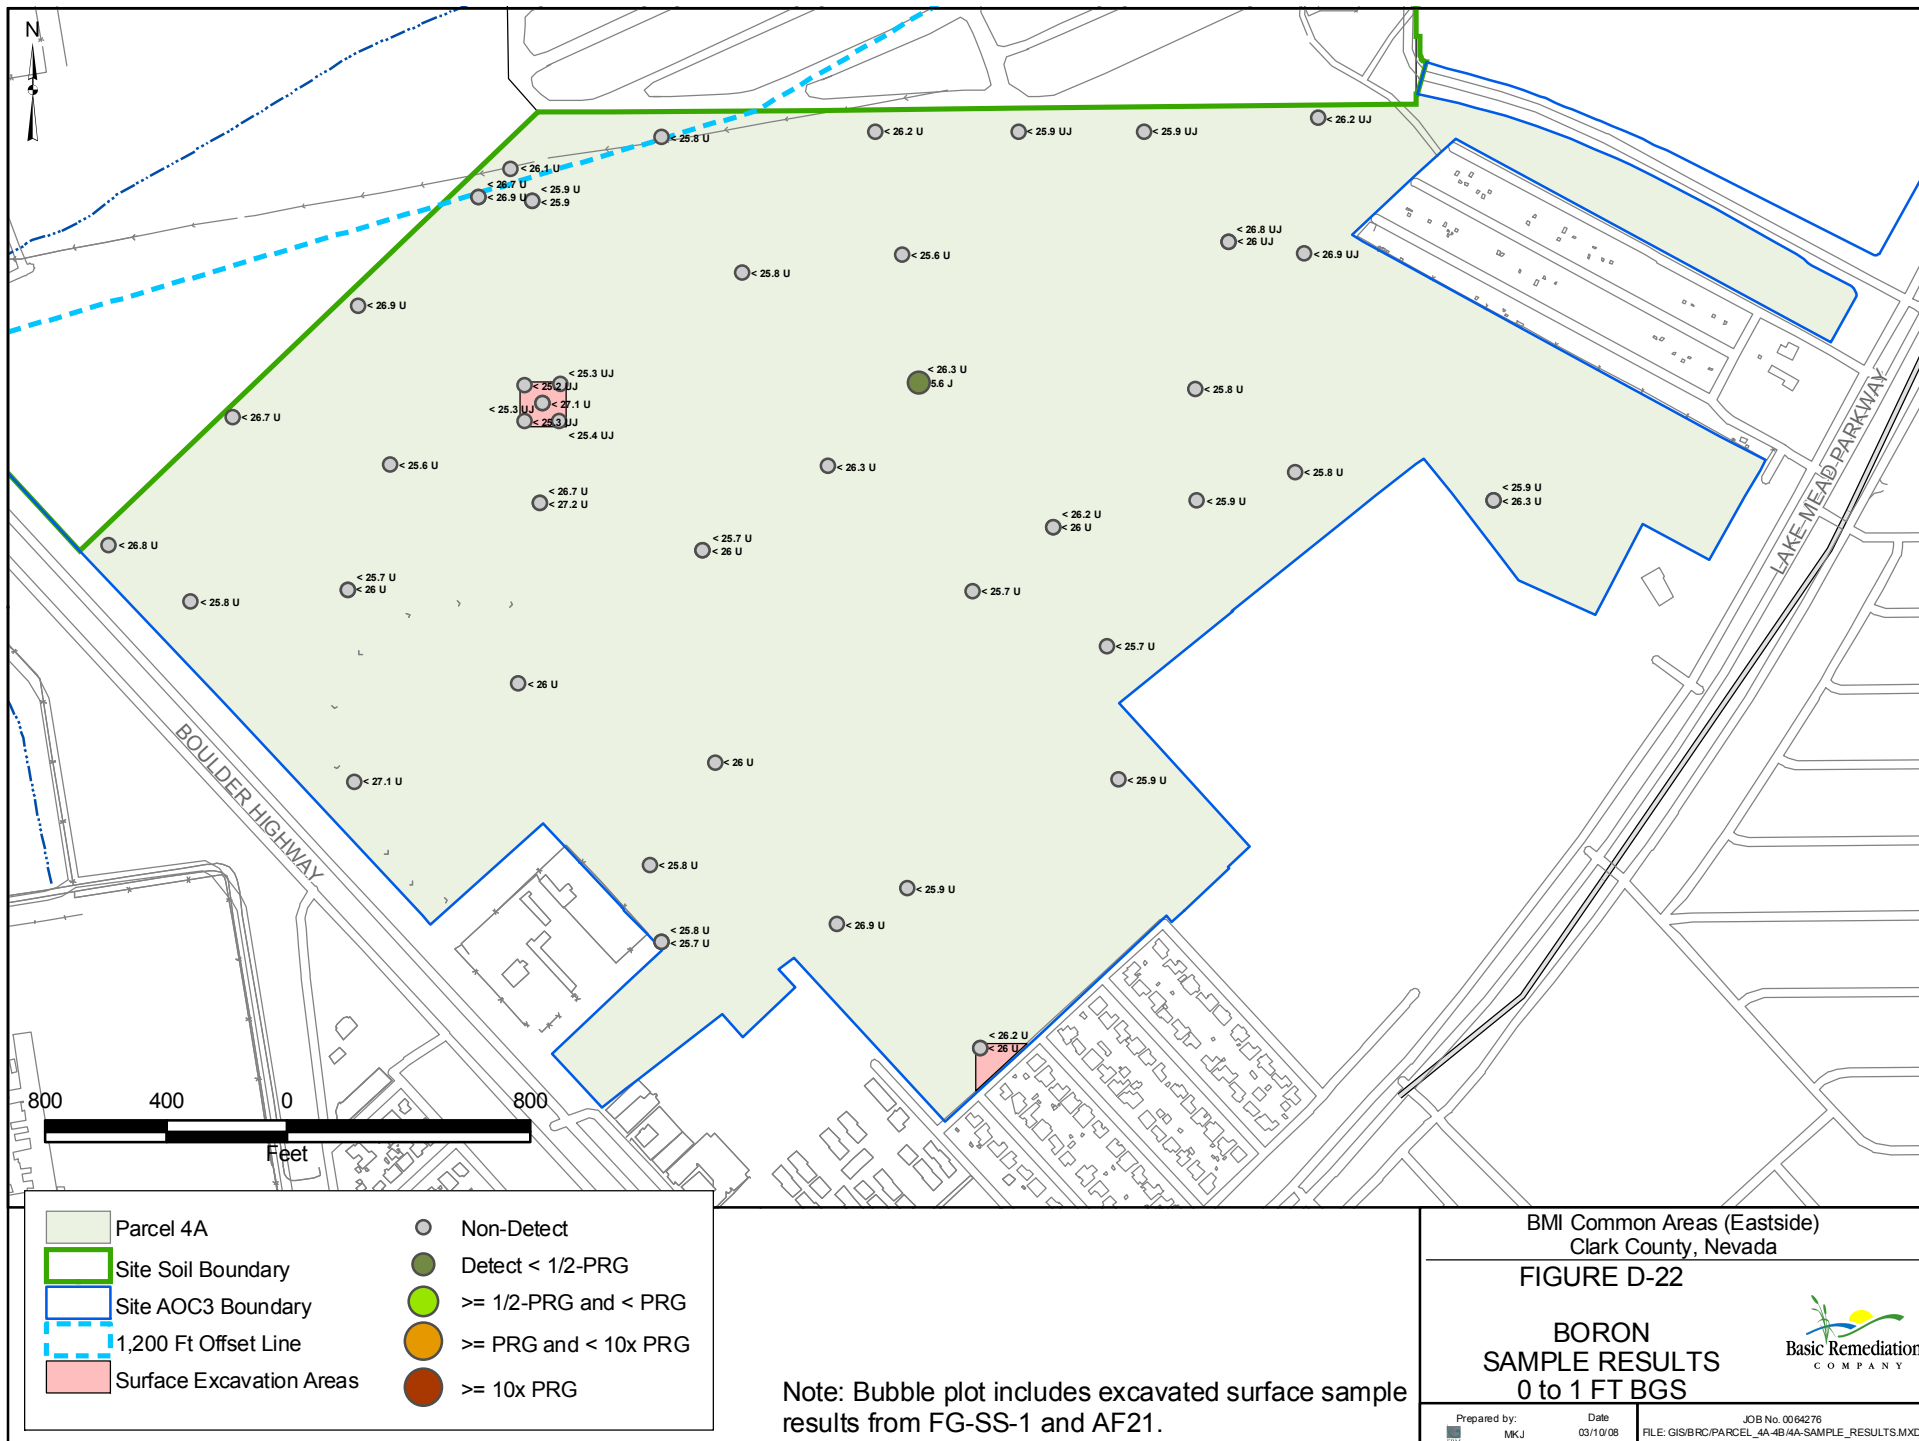 N
< 25.8 U
< 26.2 U
< 25.9 UJ
< 25.9 UJ
< 26.2 UJ
< 26.1 U
< 26.7 U
< 26.9 U
< 25.9 U
< 25.9
< 26.8 UJ
< 26 UJ
< 26.9 UJ
< 25.6 U
< 25.8 U
< 26.9 U
< 25.3 UJ
< 25.2 UJ
< 27.1 U
< 25.3 UJ
< 25.3 UJ
< 25.4 UJ
< 26.3 U
5.6 J
< 25.8 U
< 26.7 U
< 25.6 U
< 26.3 U
< 25.8 U
< 26.7 U
< 27.2 U
< 25.9 U
< 25.9 U
< 26.3 U
< 26.2 U
< 26 U
< 26.8 U
< 25.7 U
< 26 U
< 25.7 U
< 26 U
< 25.8 U
< 25.7 U
< 25.7 U
< 26 U
< 26 U
< 27.1 U
< 25.9 U
< 25.8 U
< 25.9 U
< 26.9 U
< 25.8 U
< 25.7 U
< 26.2 U
< 26 U
BOULDER HIGHWAY
LAKE MEAD PARKWAY
800 400 0 800
Feet
Parcel 4A
Site Soil Boundary
Site AOC3 Boundary
1,200 Ft Offset Line
Surface Excavation Areas
Non-Detect
Detect < 1/2-PRG
>= 1/2-PRG and < PRG
>= PRG and < 10x PRG
>= 10x PRG
Note: Bubble plot includes excavated surface sample
results from FG-SS-1 and AF21.
BMI Common Areas (Eastside)
Clark County, Nevada
FIGURE D-22
BORON
SAMPLE RESULTS
0 to 1 FT BGS
Basic Remediation
COMPANY
Prepared by:
MKJ
Date
03/10/08
JOB No. 0064276
FILE: GIS/BRC/PARCEL_4A-4B/4A-SAMPLE_RESULTS.MXD